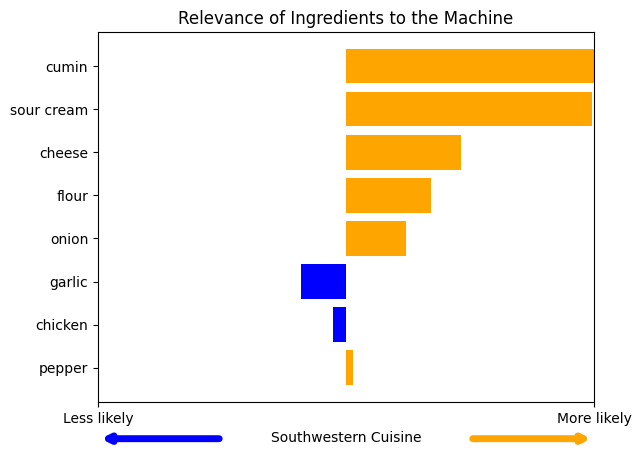 Relevance of Ingredients to the Machine
cumin
sour cream
cheese
flour
onion
garlic
chicken
pepper
Less likely
More likely
Southwestern Cuisine